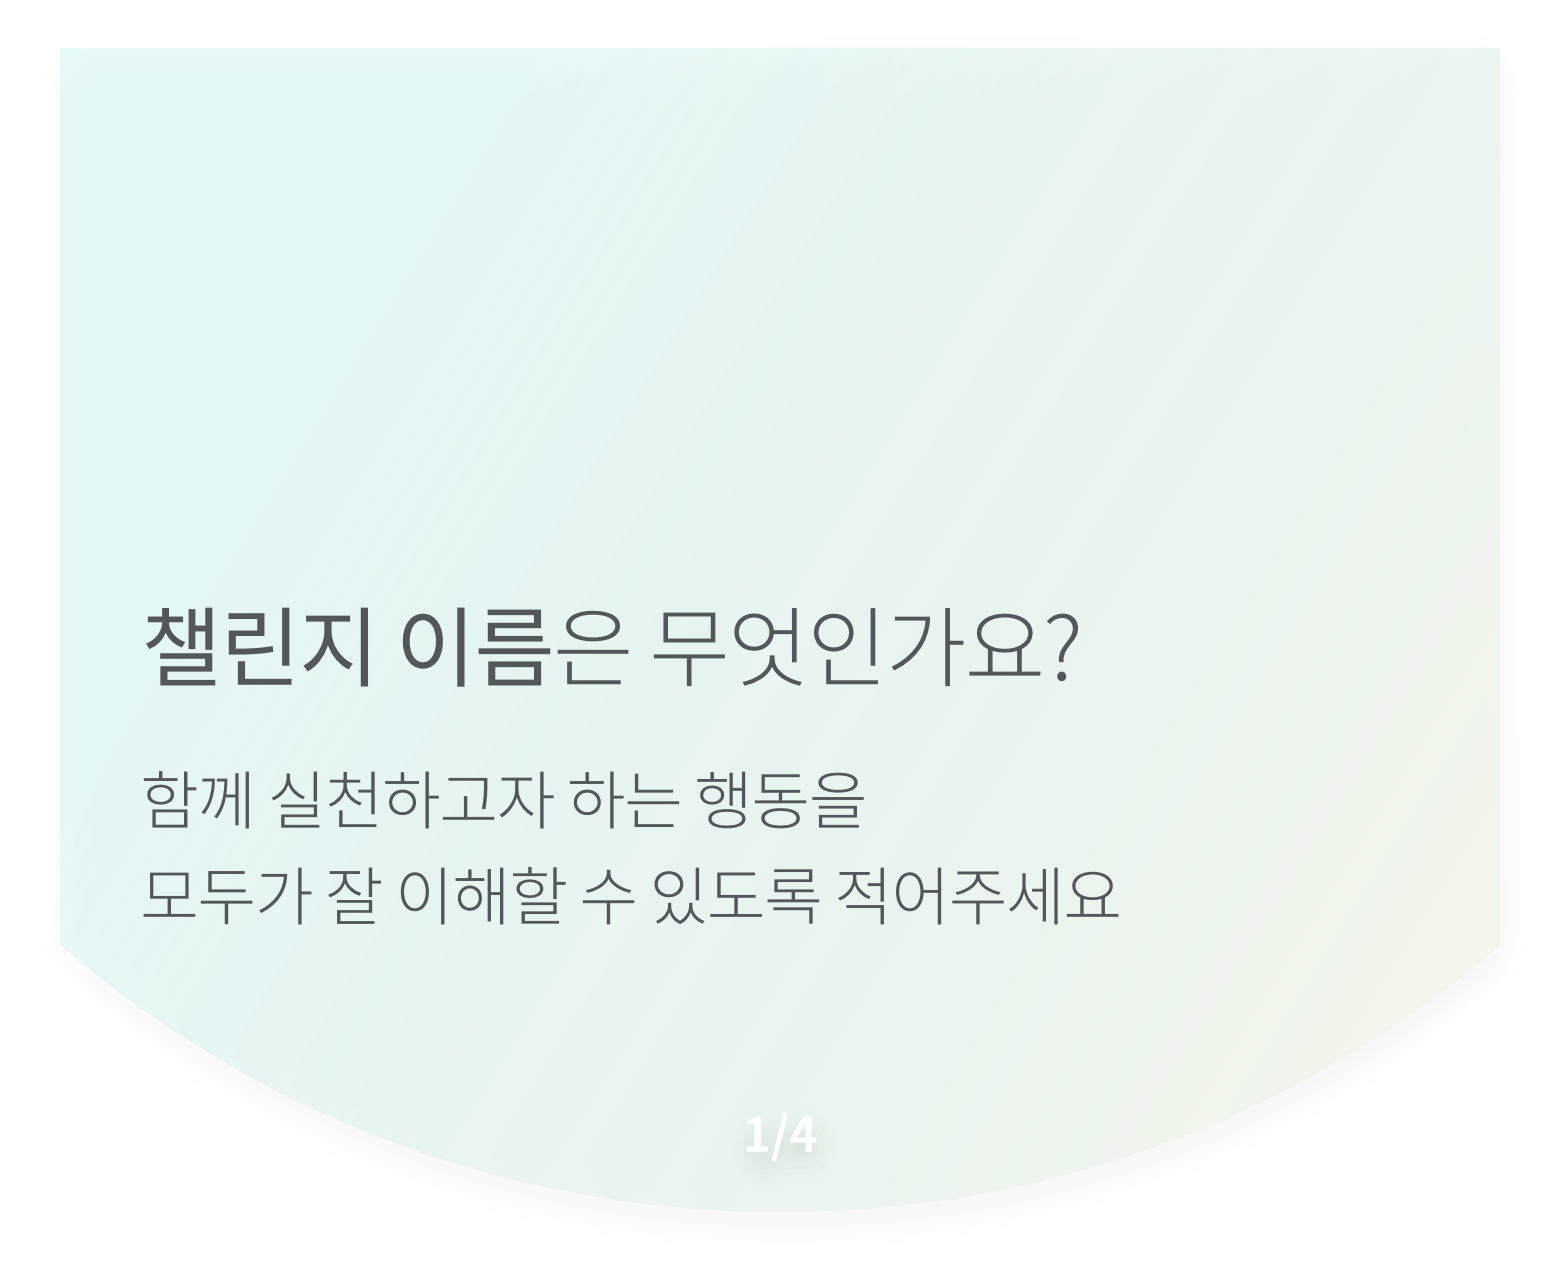 챌린지 이름은 무엇인가요?
함께 실천하고자 하는 행동을
모두가 잘 이해할 수 있도록 적어주세요
1/4